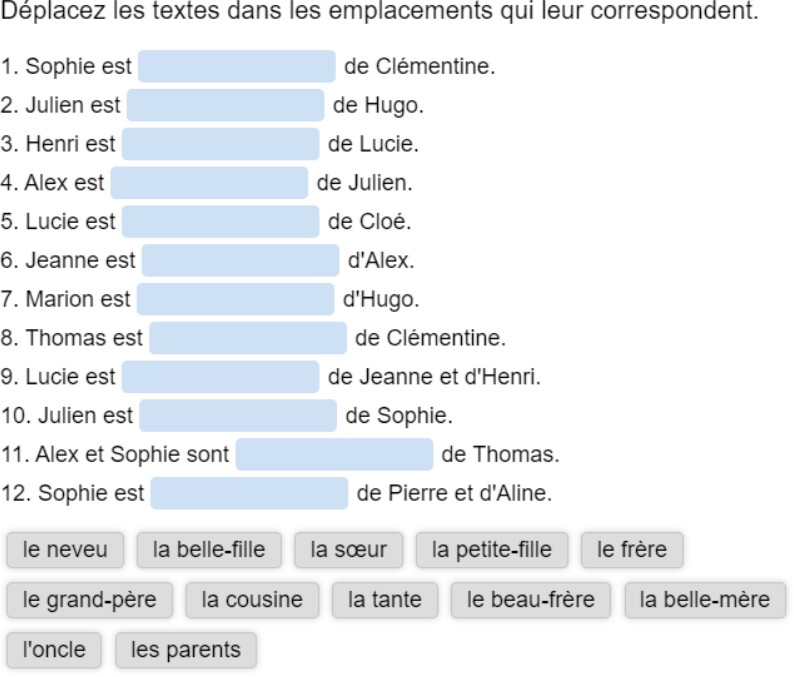 Déplacez les textes dans les emplacements qui leur correspondent.
1. Sophie est de Clémentine.
2. Julien est de Hugo.
3. Henri est de Lucie.
4. Alex est de Julien.
5. Lucie est de Cloé.
6. Jeanne est d'Alex.
7. Marion est d'Hugo.
8. Thomas est de Clémentine.
9. Lucie est de Jeanne et d'Henri.
10. Julien est de Sophie.
11. Alex et Sophie sont de Thomas.
12. Sophie est de Pierre et d'Aline.
le neveu la belle-fille la sœur la petite-fille le frère
le grand-père la cousine la tante le beau-frère la belle-mère
l'oncle les parents